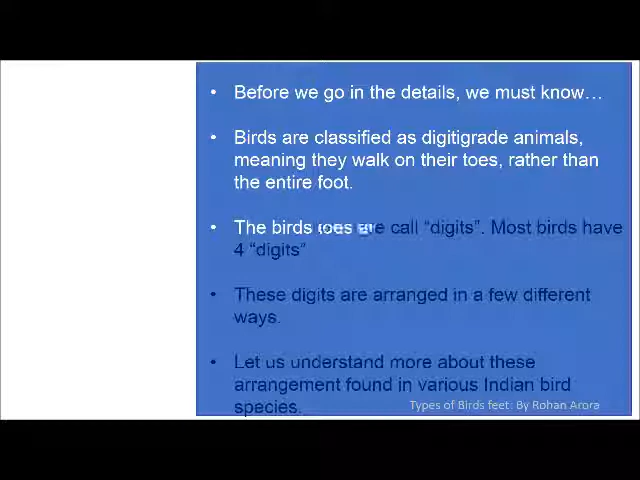 • Before we go in the details, we must know…
• Birds are classified as digitigrade animals,
meaning they walk on their toes, rather than
the entire foot.
• The birds toes are call “digits”. Most birds have
4 “digits”
• These digits are arranged in a few different
ways.
• Let us understand more about these
arrangement found in various Indian bird
species.
Types of Birds feet: By Rohan Arora